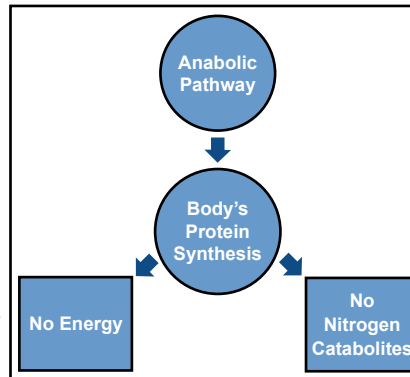 Anabolic
Pathway
Body's
Protein
Synthesis
No Energy
No
Nitrogen
Catabolites